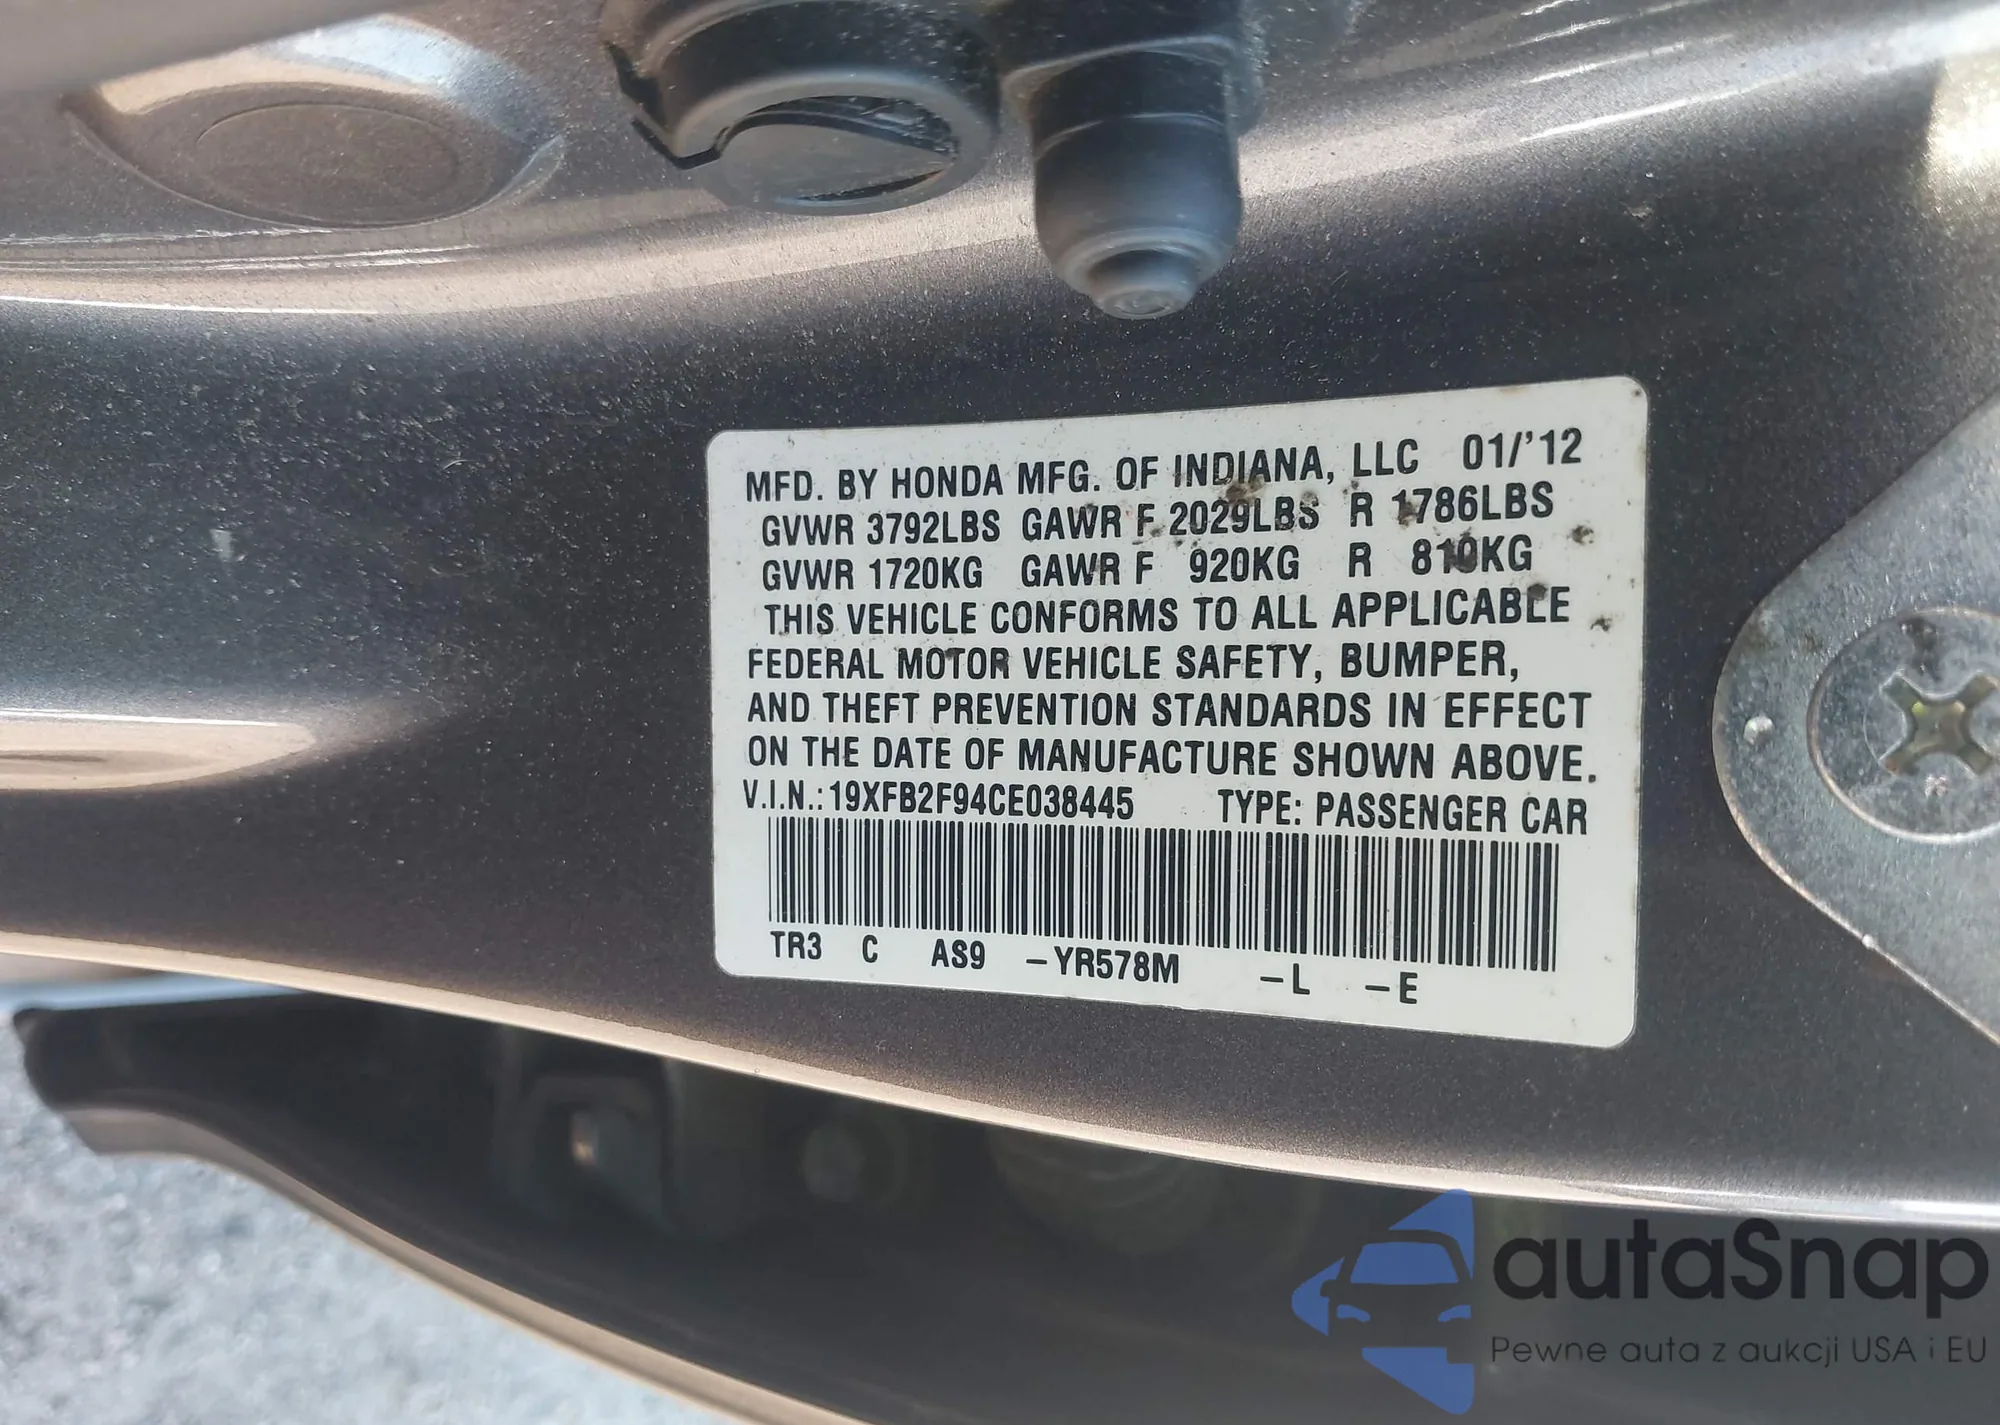 MFD. BY HONDA MFG. OF INDIANA, LLC 01/'12
GVWR 3792LBS GAWR F 2029LBS R 1786LBS
GVWR 1720KG GAWR F 920KG R 810KG
THIS VEHICLE CONFORMS TO ALL APPLICABLE
FEDERAL MOTOR VEHICLE SAFETY, BUMPER,
AND THEFT PREVENTION STANDARDS IN EFFECT
ON THE DATE OF MANUFACTURE SHOWN ABOVE.
V.I.N.: 19XFB2F94CE038445 TYPE: PASSENGER CAR
TR3 C AS9 -YR578M -L -E
autaSnap
Pewne auta z aukcji USA i EU